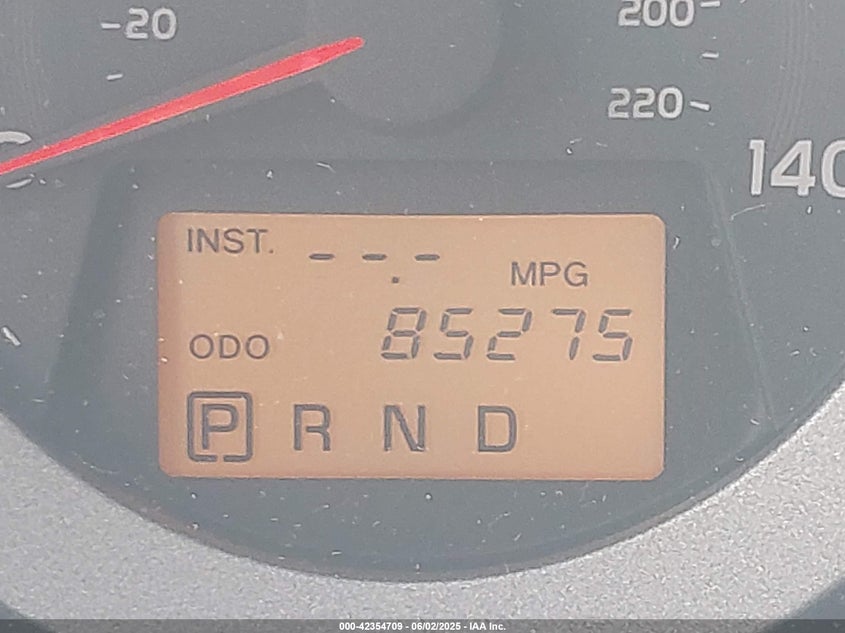 20
200
220
140
INST. --.- MPG
ODO 85275
P R N D
000-42354709 - 06/02/2025 - IAA Inc.